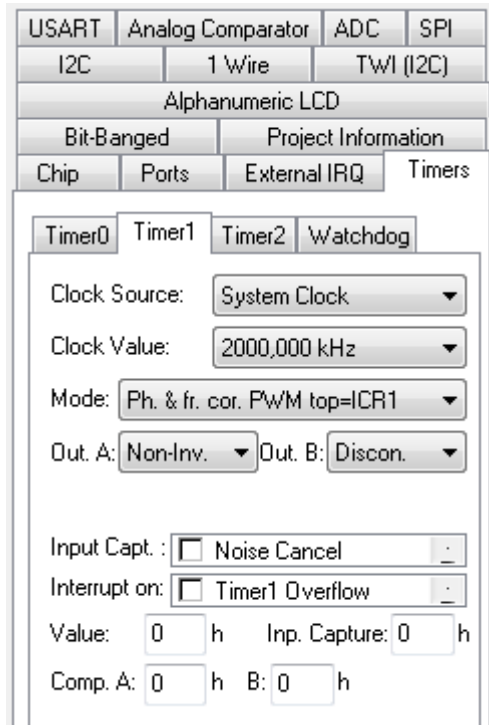 USART Analog Comparator ADC SPI
I2C 1 Wire TWI (I2C)
Alphanumeric LCD
Bit-Banged Project Information
Chip Ports External IRQ Timers
Timer0 Timer1 Timer2 Watchdog
Clock Source: System Clock
Clock Value: 2000,000 kHz
Mode: Ph. & fr. cor. PWM top=ICR1
Out. A: Non-Inv. Out. B: Discon.
Input Capt. : Noise Cancel
Interrupt on: Timer1 Overflow
Value: 0 h Inp. Capture: 0 h
Comp. A: 0 h B: 0 h